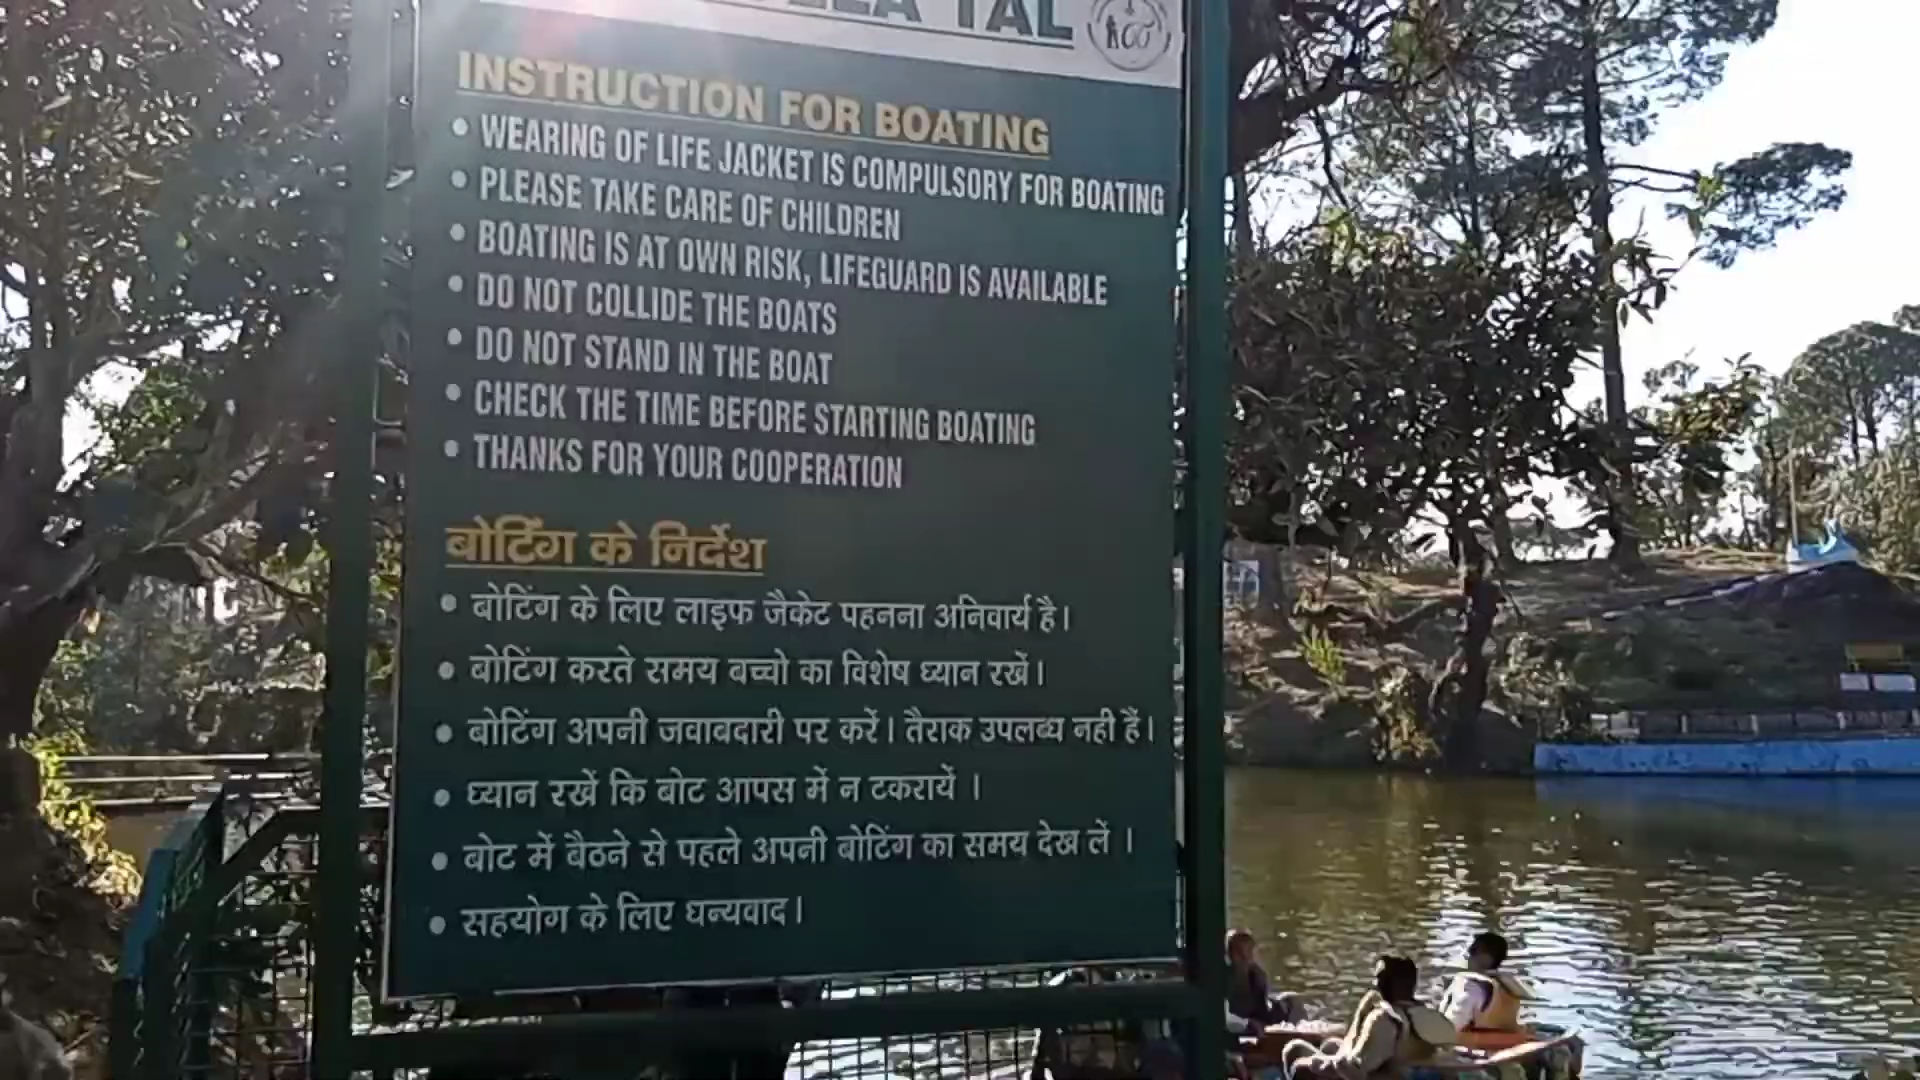 TAL
INSTRUCTION FOR BOATING
• WEARING OF LIFE JACKET IS COMPULSORY FOR BOATING
• PLEASE TAKE CARE OF CHILDREN
• BOATING IS AT OWN RISK, LIFEGUARD IS AVAILABLE
• DO NOT COLLIDE THE BOATS
• DO NOT STAND IN THE BOAT
• CHECK THE TIME BEFORE STARTING BOATING
• THANKS FOR YOUR COOPERATION
बोटिंग के निर्देश
• बोटिंग के लिए लाइफ जैकेट पहनना अनिवार्य है।
• बोटिंग करते समय बच्चो का विशेष ध्यान रखें।
• बोटिंग अपनी जवाबदारी पर करें। तैराक उपलब्ध नही हैं।
• ध्यान रखें कि बोट आपस में न टकरायें ।
• बोट में बैठने से पहले अपनी बोटिंग का समय देख लें ।
• सहयोग के लिए धन्यवाद।